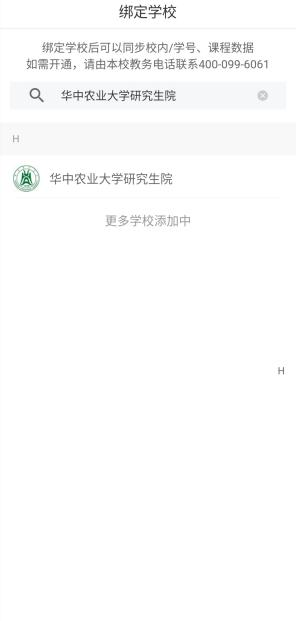 绑定学校
绑定学校后可以同步校内/学号、课程数据
如需开通，请由本校教务电话联系400-099-6061
华中农业大学研究生院
H
华中农业大学研究生院
更多学校添加中
H